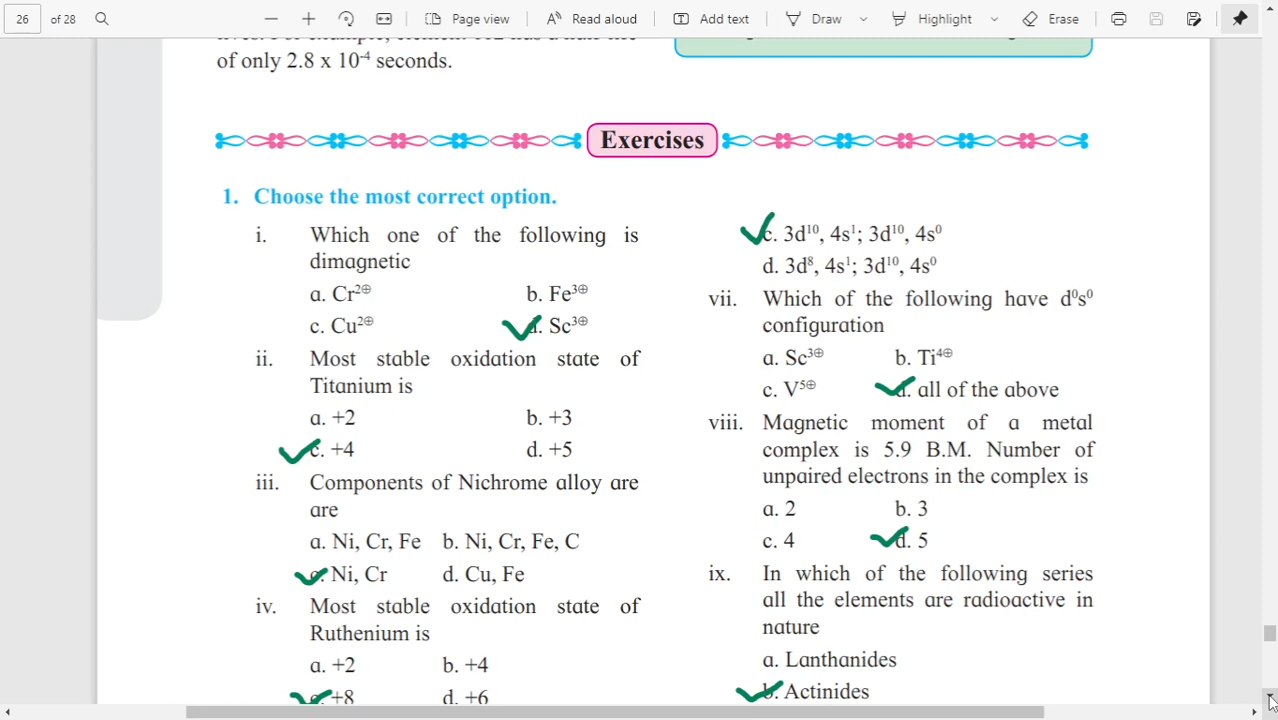 26 of 28 Page view Read aloud Add text Draw Highlight Erase
of only 2.8 x 10⁻⁴ seconds.
Exercises
1. Choose the most correct option.
i. Which one of the following is
dimagnetic
a. Cr²⊕ b. Fe³⊕
c. Cu²⊕ d. Sc³⊕
ii. Most stable oxidation state of
Titanium is
a. +2 b. +3
c. +4 d. +5
iii. Components of Nichrome alloy are
are
a. Ni, Cr, Fe b. Ni, Cr, Fe, C
c. Ni, Cr d. Cu, Fe
iv. Most stable oxidation state of
Ruthenium is
a. +2 b. +4
c. +8 d. +6
c. 3d¹⁰, 4s¹; 3d¹⁰, 4s⁰
d. 3d⁸, 4s¹; 3d¹⁰, 4s⁰
vii. Which of the following have d⁰s⁰
configuration
a. Sc³⊕ b. Ti⁴⊕
c. V⁵⊕ d. all of the above
viii. Magnetic moment of a metal
complex is 5.9 B.M. Number of
unpaired electrons in the complex is
a. 2 b. 3
c. 4 d. 5
ix. In which of the following series
all the elements are radioactive in
nature
a. Lanthanides
b. Actinides